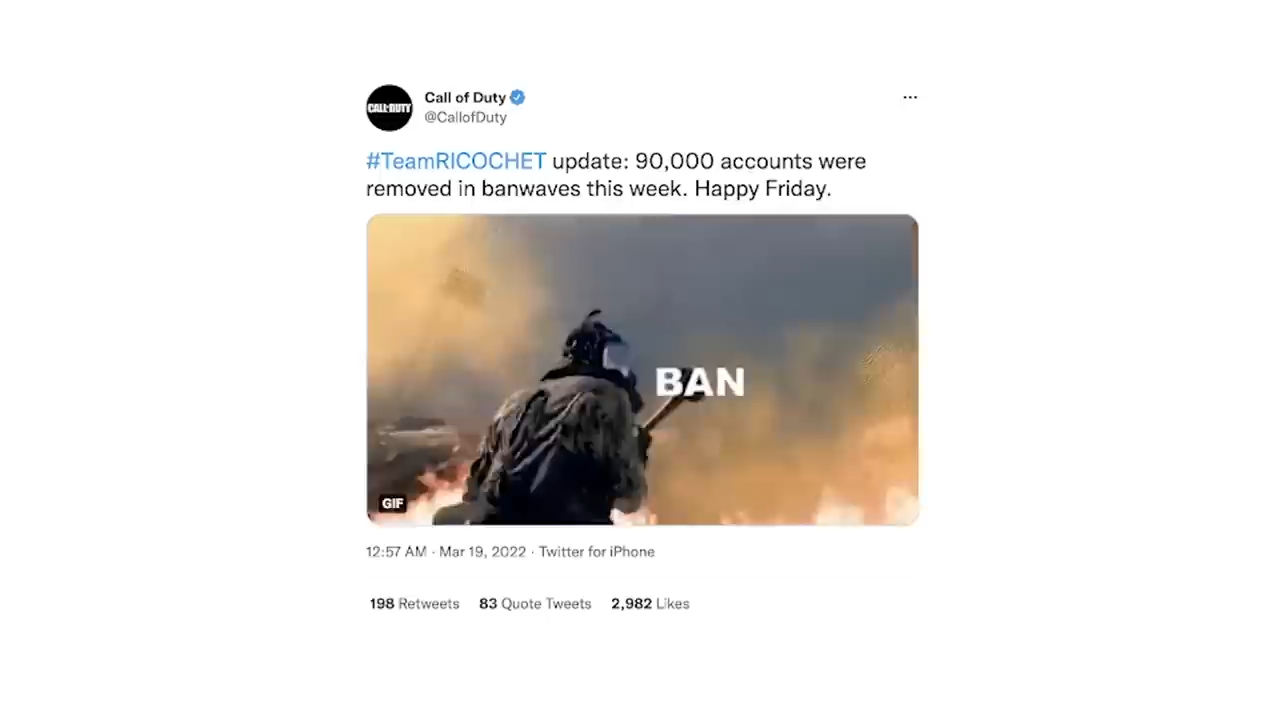 CALL OF DUTY
Call of Duty
@CallofDuty
...
#TeamRICOCHET update: 90,000 accounts were
removed in banwaves this week. Happy Friday.
BAN
GIF
12:57 AM · Mar 19, 2022 · Twitter for iPhone
198 Retweets 83 Quote Tweets 2,982 Likes